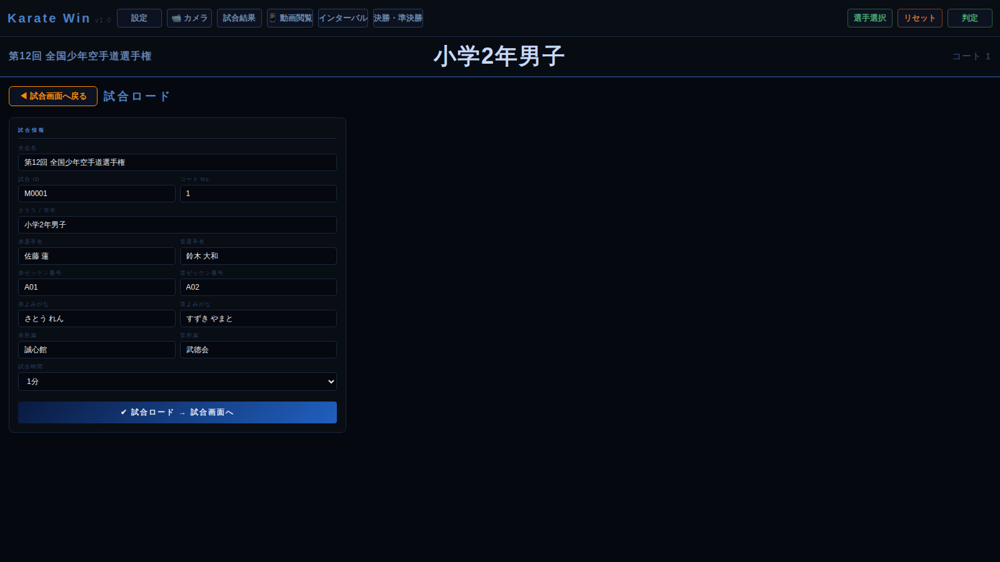 Karate Win v1.0
設定
📹 カメラ
試合結果
📱 動画閲覧
インターバル
決勝・準決勝
選手選択
リセット
判定
第12回 全国少年空手道選手権
小学2年男子
コート 1
◀ 試合画面へ戻る
試合ロード
試合情報
大会名
第12回 全国少年空手道選手権
試合 ID
コート No
M0001
1
クラス / 学年
小学2年男子
赤選手名
青選手名
佐藤 蓮
鈴木 大和
赤ゼッケン番号
青ゼッケン番号
A01
A02
赤よみがな
青よみがな
さとう れん
すずき やまと
赤所属
青所属
誠心館
武徳会
試合時間
1分
✔ 試合ロード → 試合画面へ